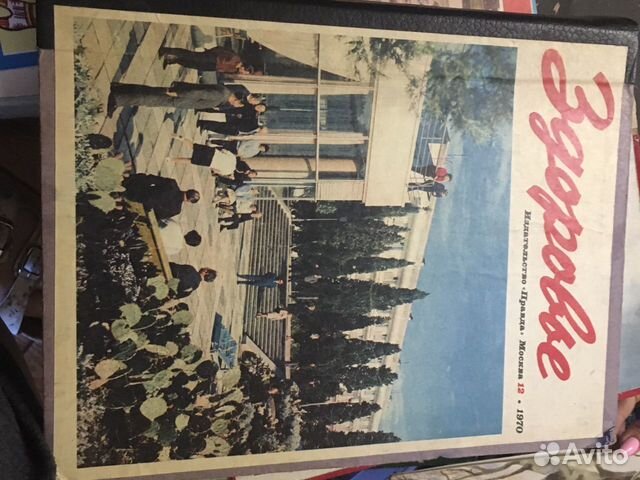 Здоровье
Издательство «Правда» Москва 12 • 1970
Avito